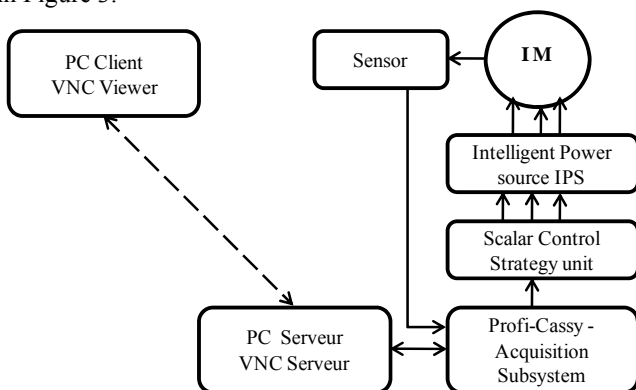 in Figure 3.
PC Client
VNC Viewer
Sensor
IM
Intelligent Power
source IPS
Scalar Control
Strategy unit
PC Serveur
VNC Serveur
Profi-Cassy -
Acquisition
Subsystem